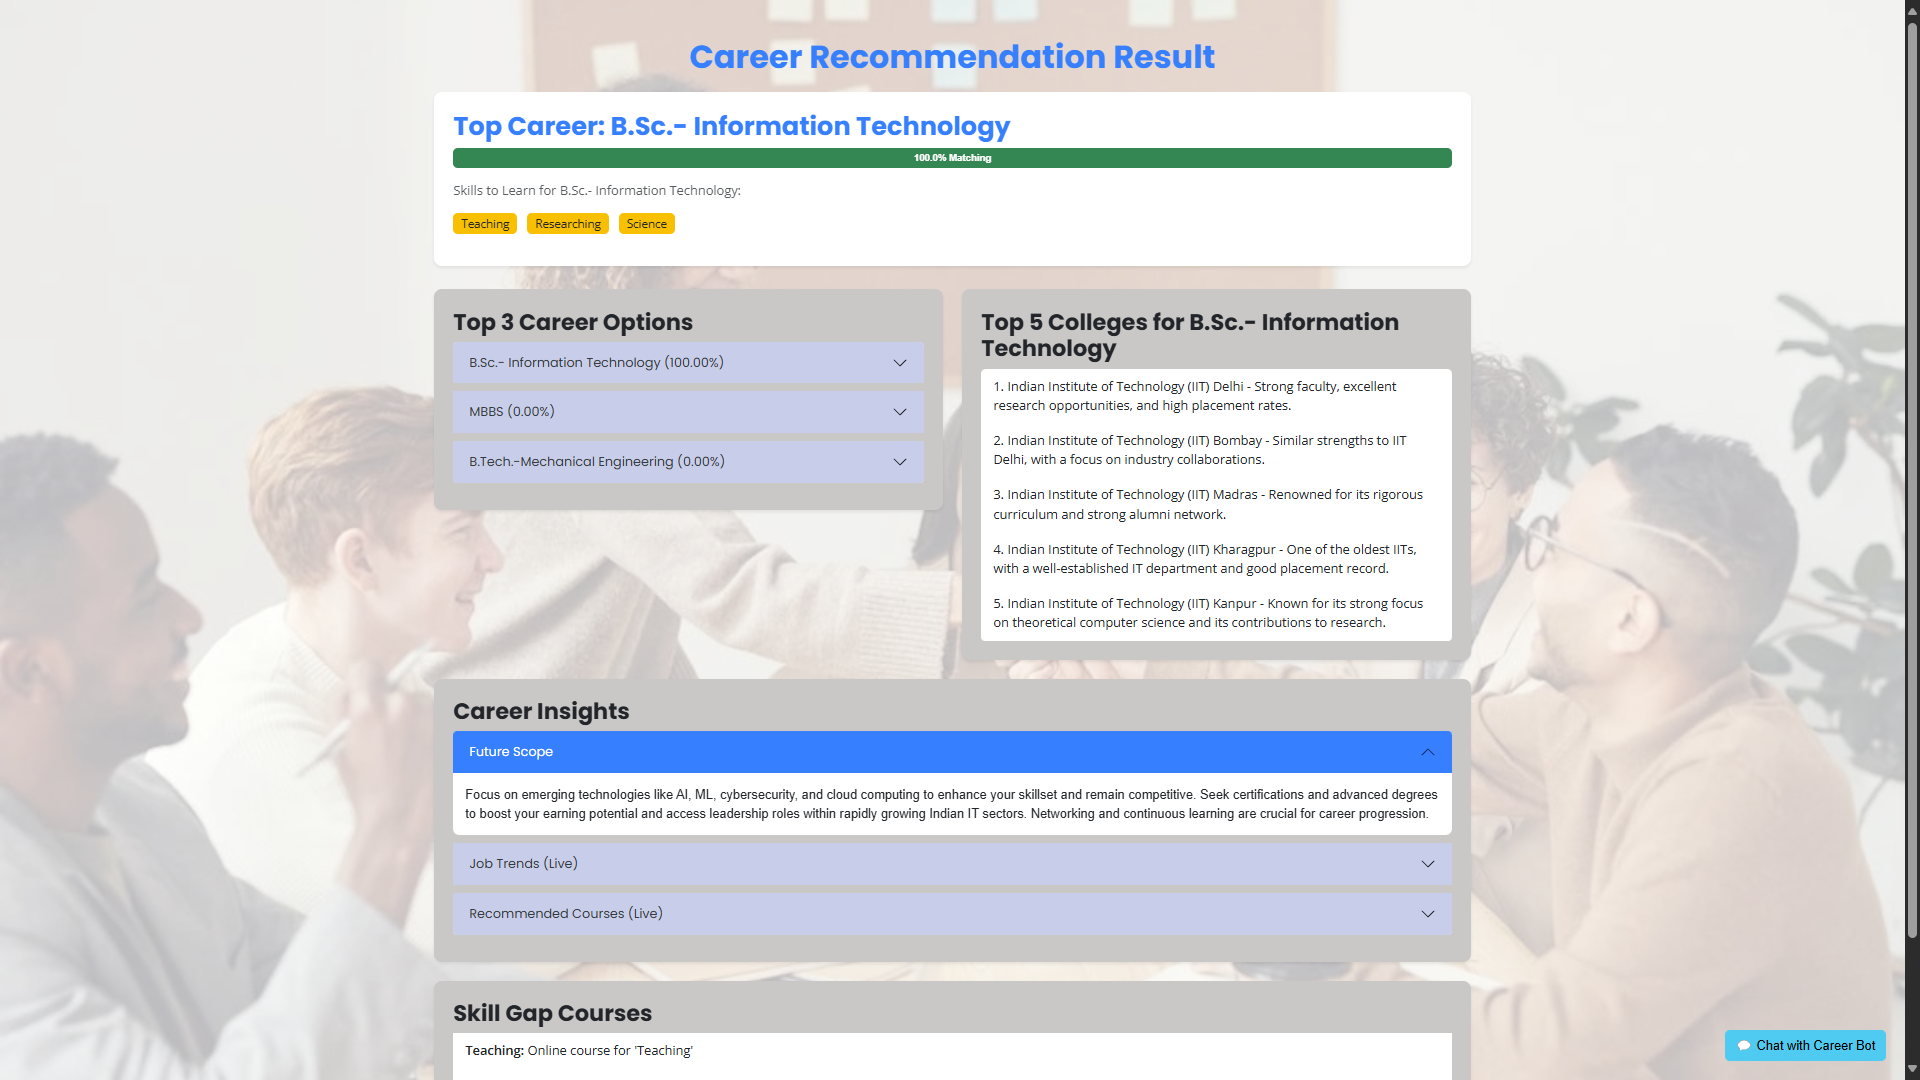 Career Recommendation Result
Top Career: B.Sc.- Information Technology
100.0% Matching
Skills to Learn for B.Sc.- Information Technology:
Teaching Researching Science
Top 3 Career Options
B.Sc.- Information Technology (100.00%)
MBBS (0.00%)
B.Tech.-Mechanical Engineering (0.00%)
Top 5 Colleges for B.Sc.- Information
Technology
1. Indian Institute of Technology (IIT) Delhi - Strong faculty, excellent
research opportunities, and high placement rates.
2. Indian Institute of Technology (IIT) Bombay - Similar strengths to IIT
Delhi, with a focus on industry collaborations.
3. Indian Institute of Technology (IIT) Madras - Renowned for its rigorous
curriculum and strong alumni network.
4. Indian Institute of Technology (IIT) Kharagpur - One of the oldest IITs,
with a well-established IT department and good placement record.
5. Indian Institute of Technology (IIT) Kanpur - Known for its strong focus
on theoretical computer science and its contributions to research.
Career Insights
Future Scope
Focus on emerging technologies like AI, ML, cybersecurity, and cloud computing to enhance your skillset and remain competitive. Seek certifications and advanced degrees
to boost your earning potential and access leadership roles within rapidly growing Indian IT sectors. Networking and continuous learning are crucial for career progression.
Job Trends (Live)
Recommended Courses (Live)
Skill Gap Courses
Teaching: Online course for 'Teaching'
Chat with Career Bot